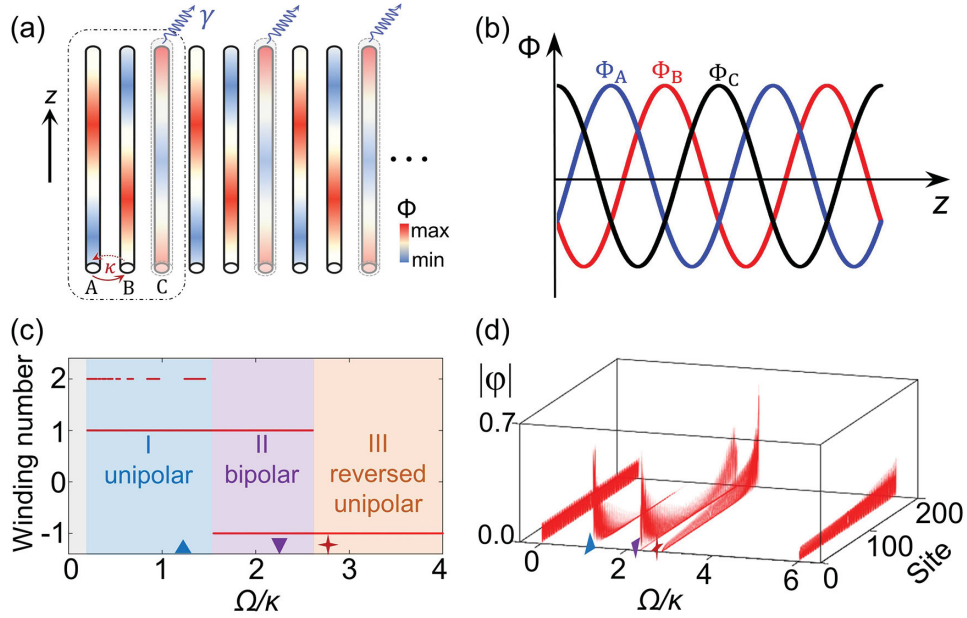 (a)
γ
z
κ
A B C
Φ
max
min
• • •
(b)
Φ
Φ_A Φ_B Φ_C
z
(c)
Winding number
2
1
0
-1
I
unipolar
II
bipolar
III
reversed
unipolar
0 1 2 3 4
Ω/κ
(d)
|φ|
0.7
0.0
0 2 4 6
Ω/κ
0 100 200
Site